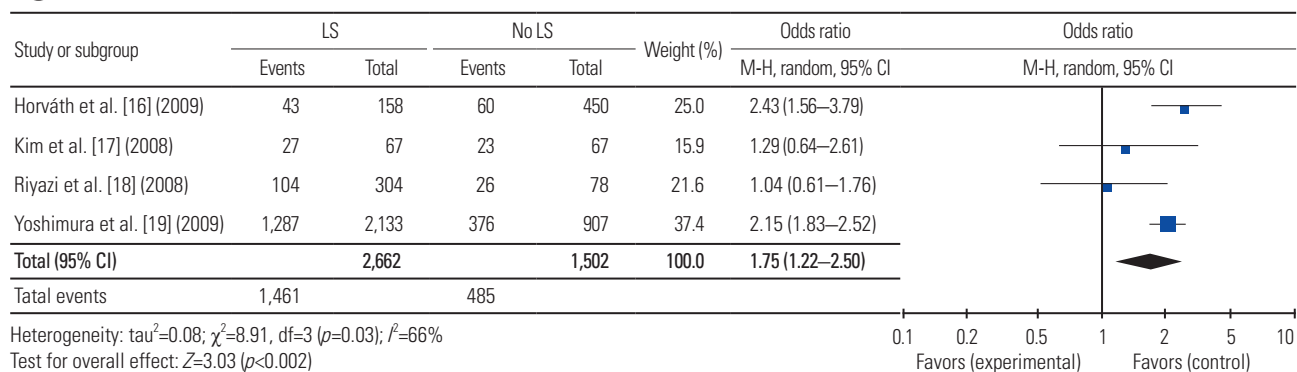 Study or subgroup LS No LS Weight (%) Odds ratio Odds ratio
Events Total Events Total M-H, random, 95% CI M-H, random, 95% CI
Horváth et al. [16] (2009) 43 158 60 450 25.0 2.43 (1.56–3.79)
Kim et al. [17] (2008) 27 67 23 67 15.9 1.29 (0.64–2.61)
Riyazi et al. [18] (2008) 104 304 26 78 21.6 1.04 (0.61–1.76)
Yoshimura et al. [19] (2009) 1,287 2,133 376 907 37.4 2.15 (1.83–2.52)
Total (95% CI) 2,662 1,502 100.0 1.75 (1.22–2.50)
Tatal events 1,461 485
Heterogeneity: tau²=0.08; χ²=8.91, df=3 (p=0.03); I²=66%
0.1 0.2 0.5 1 2 5 10
Test for overall effect: Z=3.03 (p<0.002)
Favors (experimental) Favors (control)